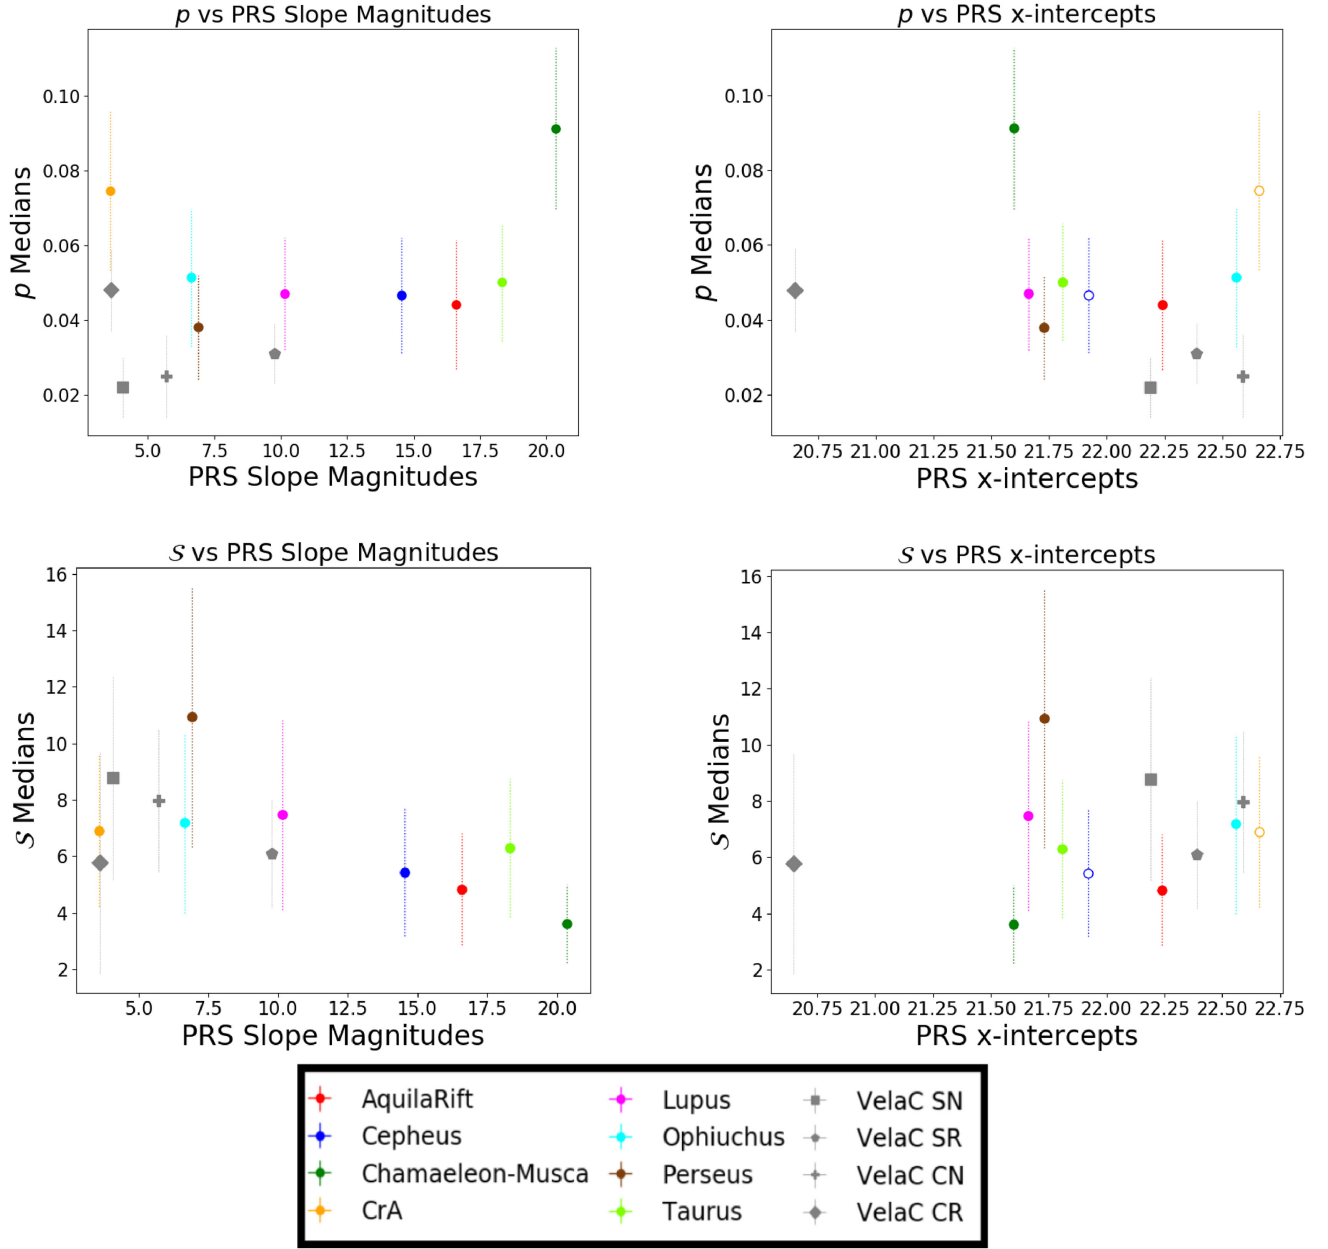 p vs PRS Slope Magnitudes
p Medians
0.10
0.08
0.06
0.04
0.02
5.0 7.5 10.0 12.5 15.0 17.5 20.0
PRS Slope Magnitudes
p vs PRS x-intercepts
p Medians
0.10
0.08
0.06
0.04
0.02
20.75 21.00 21.25 21.50 21.75 22.00 22.25 22.50 22.75
PRS x-intercepts
S vs PRS Slope Magnitudes
S Medians
16
14
12
10
8
6
4
2
5.0 7.5 10.0 12.5 15.0 17.5 20.0
PRS Slope Magnitudes
S vs PRS x-intercepts
S Medians
16
14
12
10
8
6
4
2
20.75 21.00 21.25 21.50 21.75 22.00 22.25 22.50 22.75
PRS x-intercepts
AquilaRift
Cepheus
Chamaeleon-Musca
CrA
Lupus
Ophiuchus
Perseus
Taurus
VelaC SN
VelaC SR
VelaC CN
VelaC CR